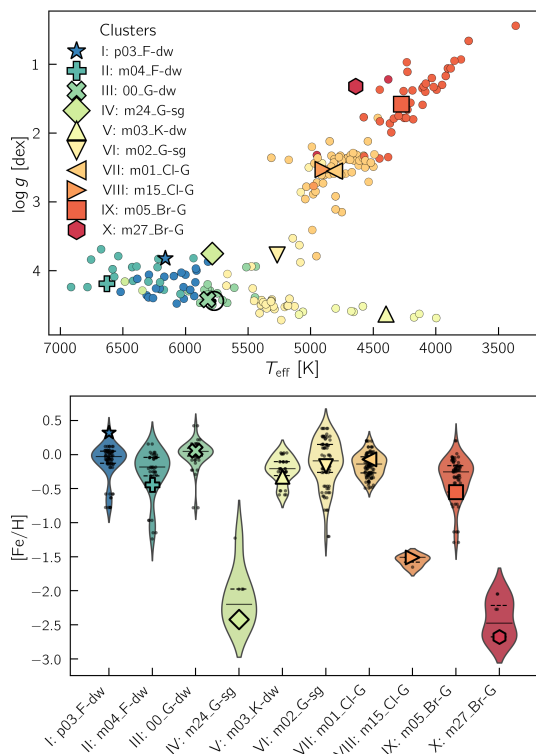 Clusters
I: p03_F-dw
II: m04_F-dw
III: 00_G-dw
IV: m24_G-sg
V: m03_K-dw
VI: m02_G-sg
VII: m01_Cl-G
VIII: m15_Cl-G
IX: m05_Br-G
X: m27_Br-G
log g [dex]
1
2
3
4
7000 6500 6000 5500 5000 4500 4000 3500
Teff [K]
[Fe/H]
0.5
0.0
−0.5
−1.0
−1.5
−2.0
−2.5
−3.0
I: p03_F-dw
II: m04_F-dw
III: 00_G-dw
IV: m24_G-sg
V: m03_K-dw
VI: m02_G-sg
VII: m01_Cl-G
VIII: m15_Cl-G
IX: m05_Br-G
X: m27_Br-G